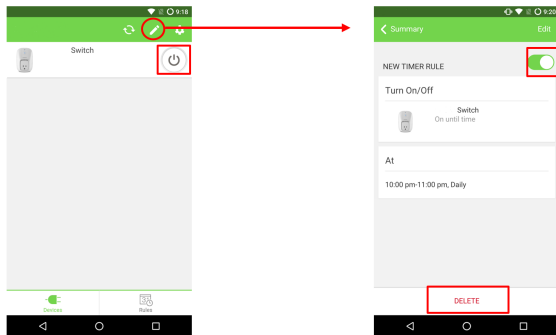 9:18
Switch
Devices
Rules
9:20
Summary
Edit
NEW TIMER RULE
Turn On/Off
Switch
On until time
At
10:00 pm-11:00 pm, Daily
DELETE